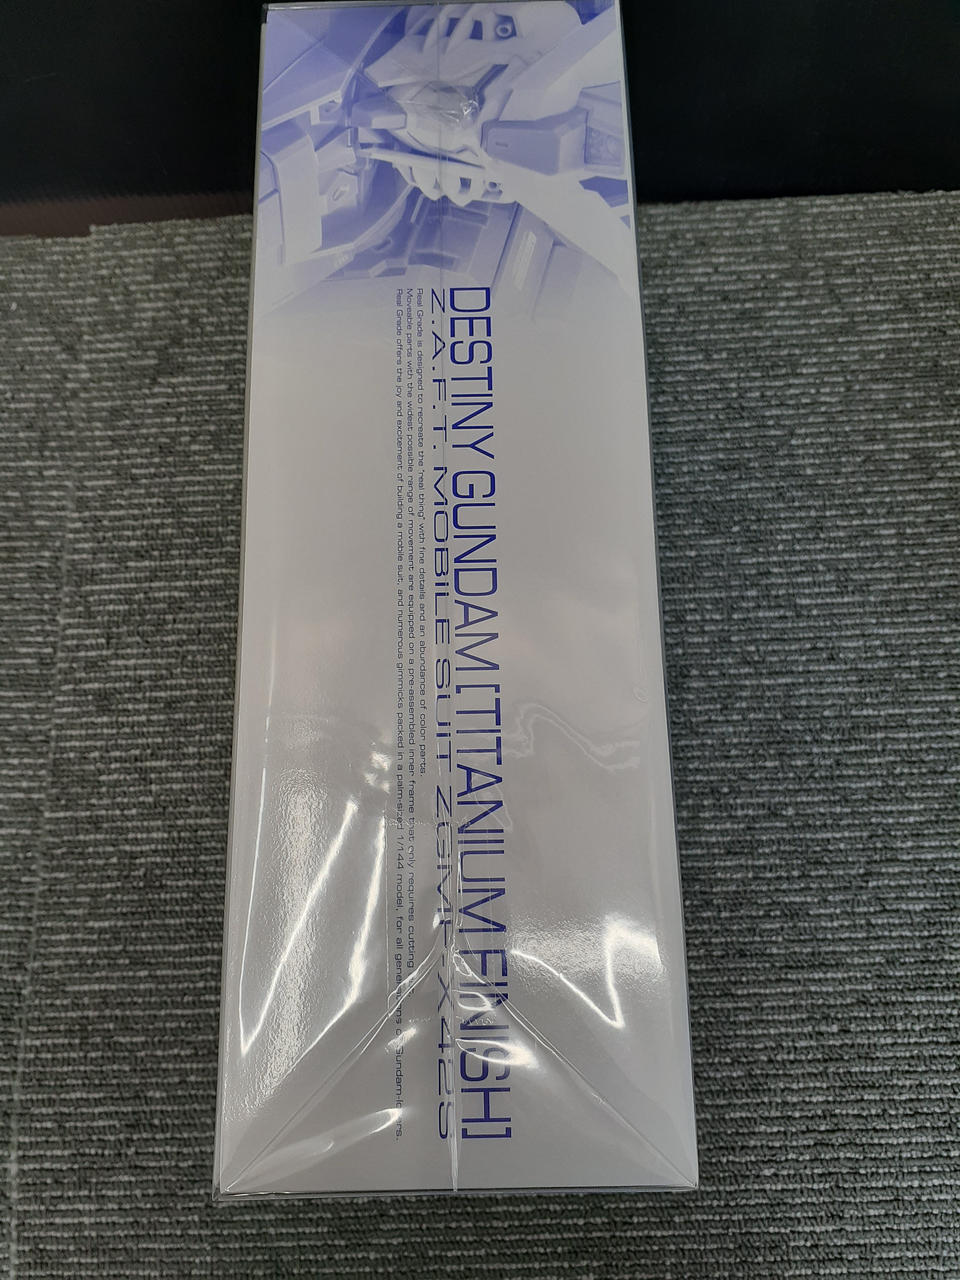 DESTINY GUNDAM [TITANIUM FINISH]
Z.A.F.T. MOBILE SUIT ZGMF-X42S
Real Grade is designed to recreate the "real thing" with fine details and an abundance of color parts.
Moveable parts with the widest possible range of movement are equipped on a pre-assembled inner frame that only requires cutting
Real Grade offers the joy and excitement of building a mobile suit, and numerous gimmicks packed in a palm-sized 1/144 model, for all generations of Gundam-lovers.